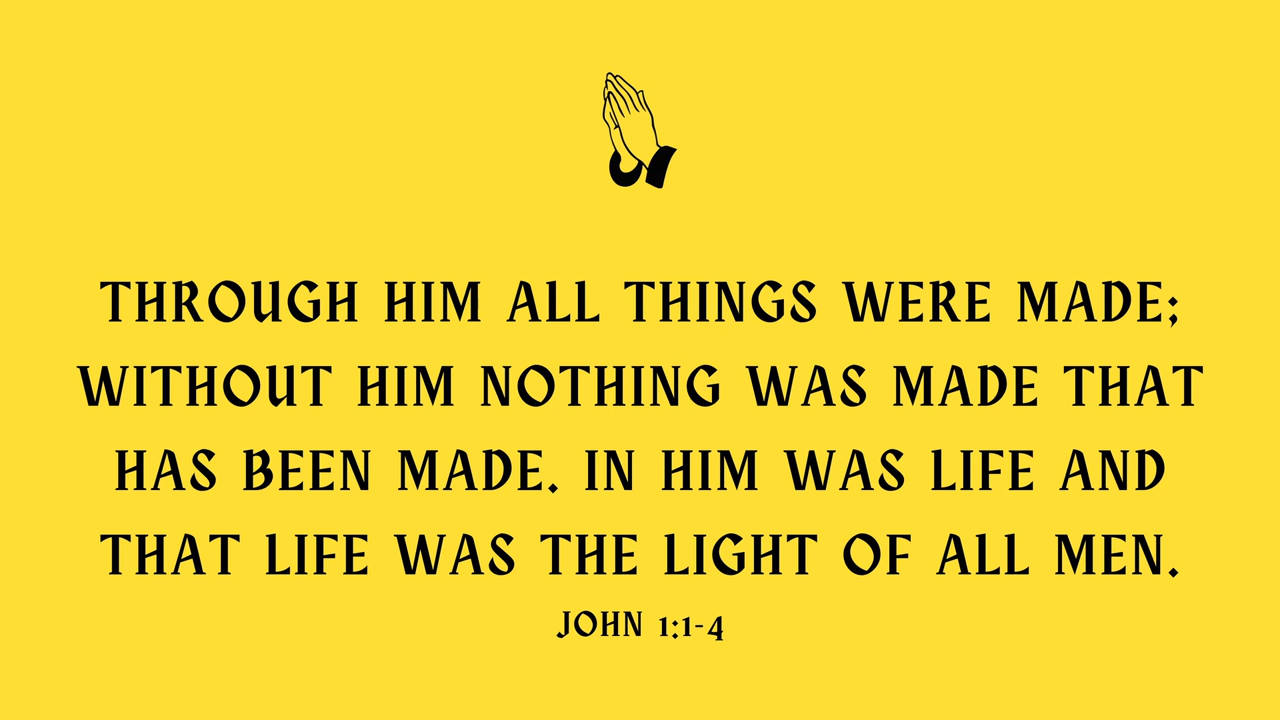 THROUGH HIM ALL THINGS WERE MADE;
WITHOUT HIM NOTHING WAS MADE THAT
HAS BEEN MADE. IN HIM WAS LIFE AND
THAT LIFE WAS THE LIGHT OF ALL MEN.
JOHN 1:1-4